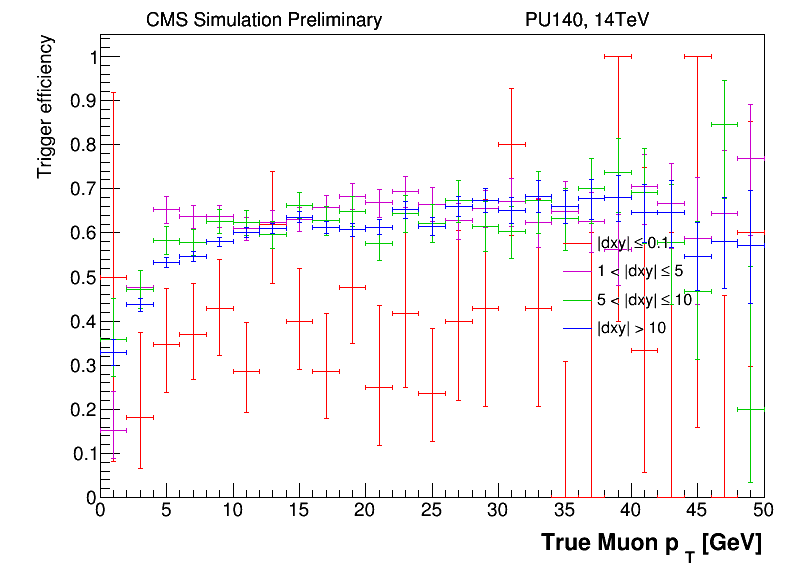 CMS Simulation Preliminary PU140, 14TeV
Trigger efficiency
1
0.9
0.8
0.7
0.6
0.5
0.4
0.3
0.2
0.1
0
|dxy| ≤ 0.1
1 < |dxy| ≤ 5
5 < |dxy| ≤ 10
|dxy| > 10
0 5 10 15 20 25 30 35 40 45 50
True Muon p T [GeV]